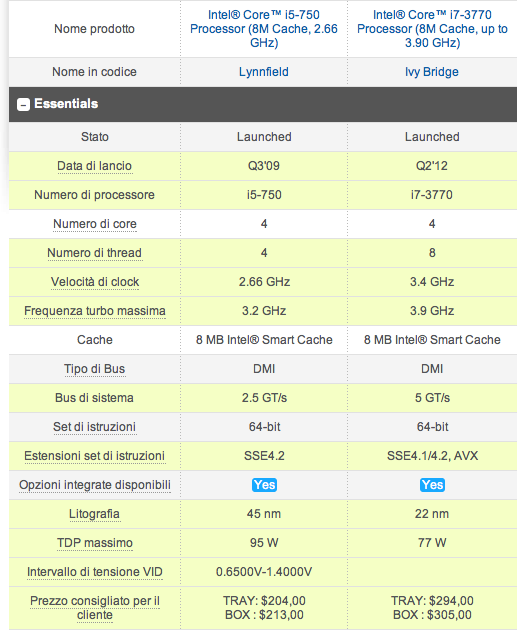 Nome prodotto Intel® Core™ i5-750 Processor (8M Cache, 2.66 GHz) Intel® Core™ i7-3770 Processor (8M Cache, up to 3.90 GHz)
Nome in codice Lynnfield Ivy Bridge
Essentials
Stato Launched Launched
Data di lancio Q3'09 Q2'12
Numero di processore i5-750 i7-3770
Numero di core 4 4
Numero di thread 4 8
Velocità di clock 2.66 GHz 3.4 GHz
Frequenza turbo massima 3.2 GHz 3.9 GHz
Cache 8 MB Intel® Smart Cache 8 MB Intel® Smart Cache
Tipo di Bus DMI DMI
Bus di sistema 2.5 GT/s 5 GT/s
Set di istruzioni 64-bit 64-bit
Estensioni set di istruzioni SSE4.2 SSE4.1/4.2, AVX
Opzioni integrate disponibili Yes Yes
Litografia 45 nm 22 nm
TDP massimo 95 W 77 W
Intervallo di tensione VID 0.6500V-1.4000V
Prezzo consigliato per il cliente TRAY: $204,00 BOX : $213,00 TRAY: $294,00 BOX : $305,00